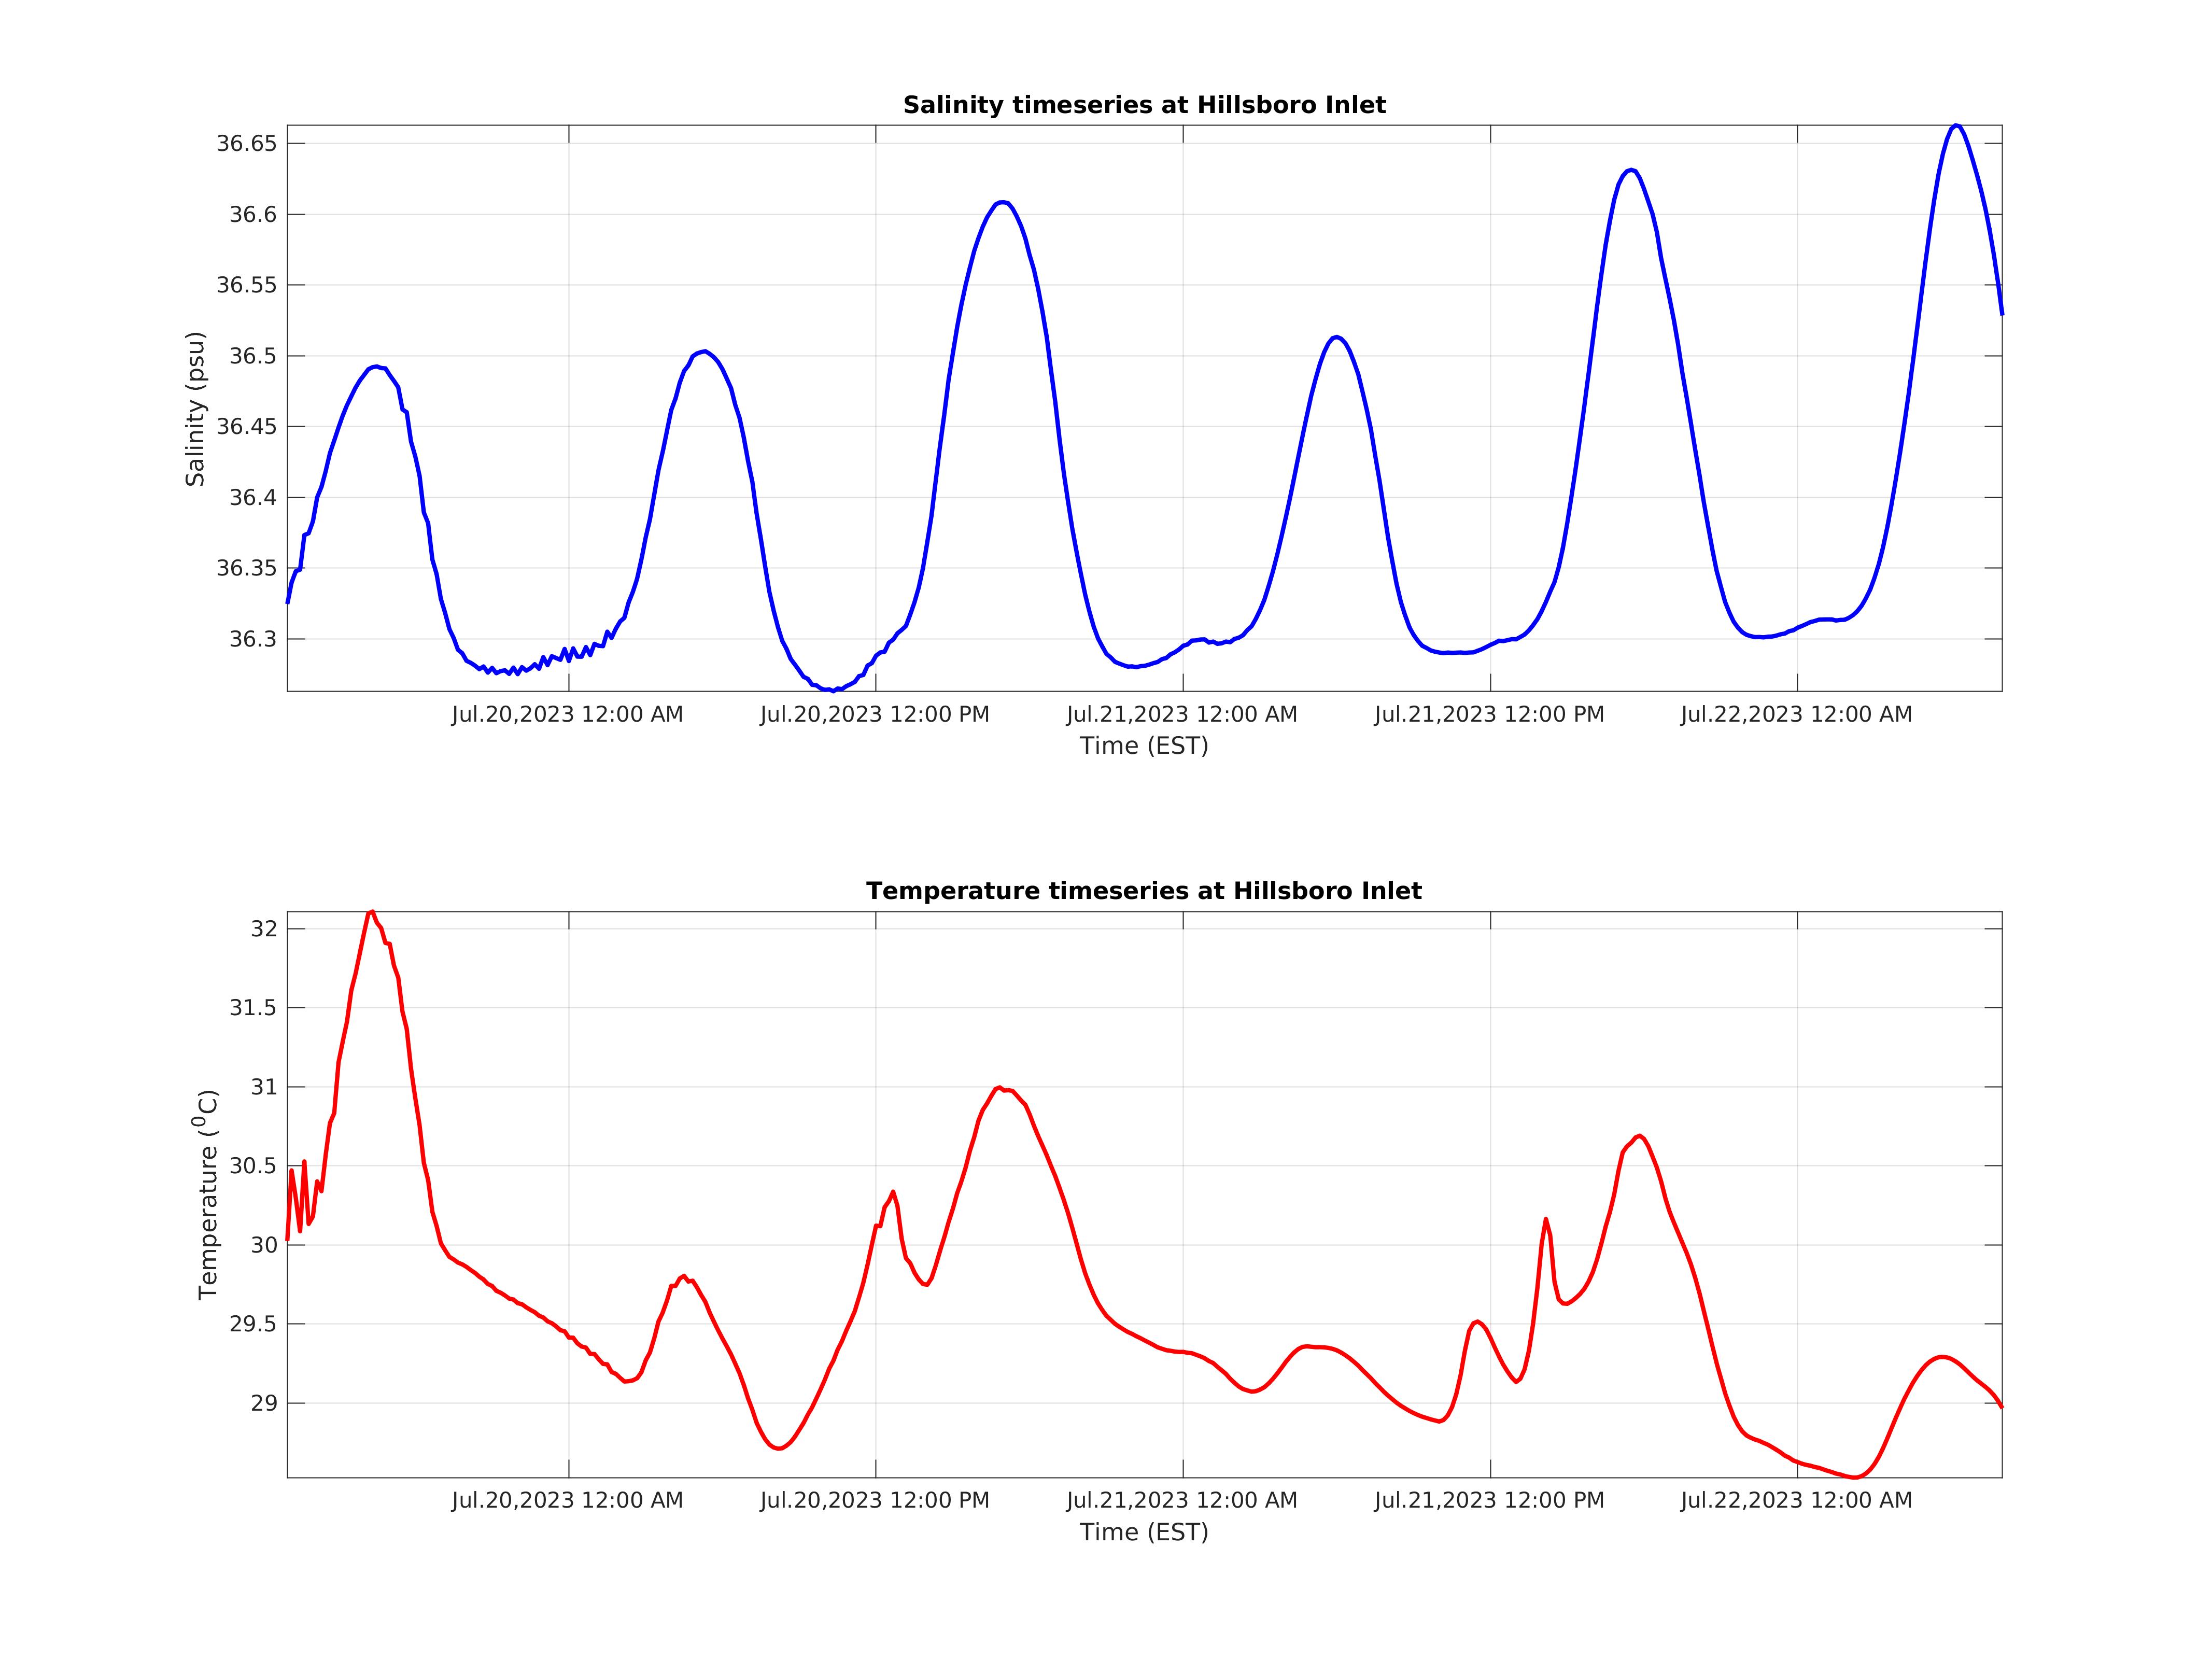 Salinity timeseries at Hillsboro Inlet
36.65
36.6
36.55
36.5
36.45
36.4
36.35
36.3
Salinity (psu)
Jul.20,2023 12:00 AM
Jul.20,2023 12:00 PM
Jul.21,2023 12:00 AM
Jul.21,2023 12:00 PM
Jul.22,2023 12:00 AM
Time (EST)
Temperature timeseries at Hillsboro Inlet
32
31.5
31
30.5
30
29.5
29
Temperature (⁰C)
Jul.20,2023 12:00 AM
Jul.20,2023 12:00 PM
Jul.21,2023 12:00 AM
Jul.21,2023 12:00 PM
Jul.22,2023 12:00 AM
Time (EST)